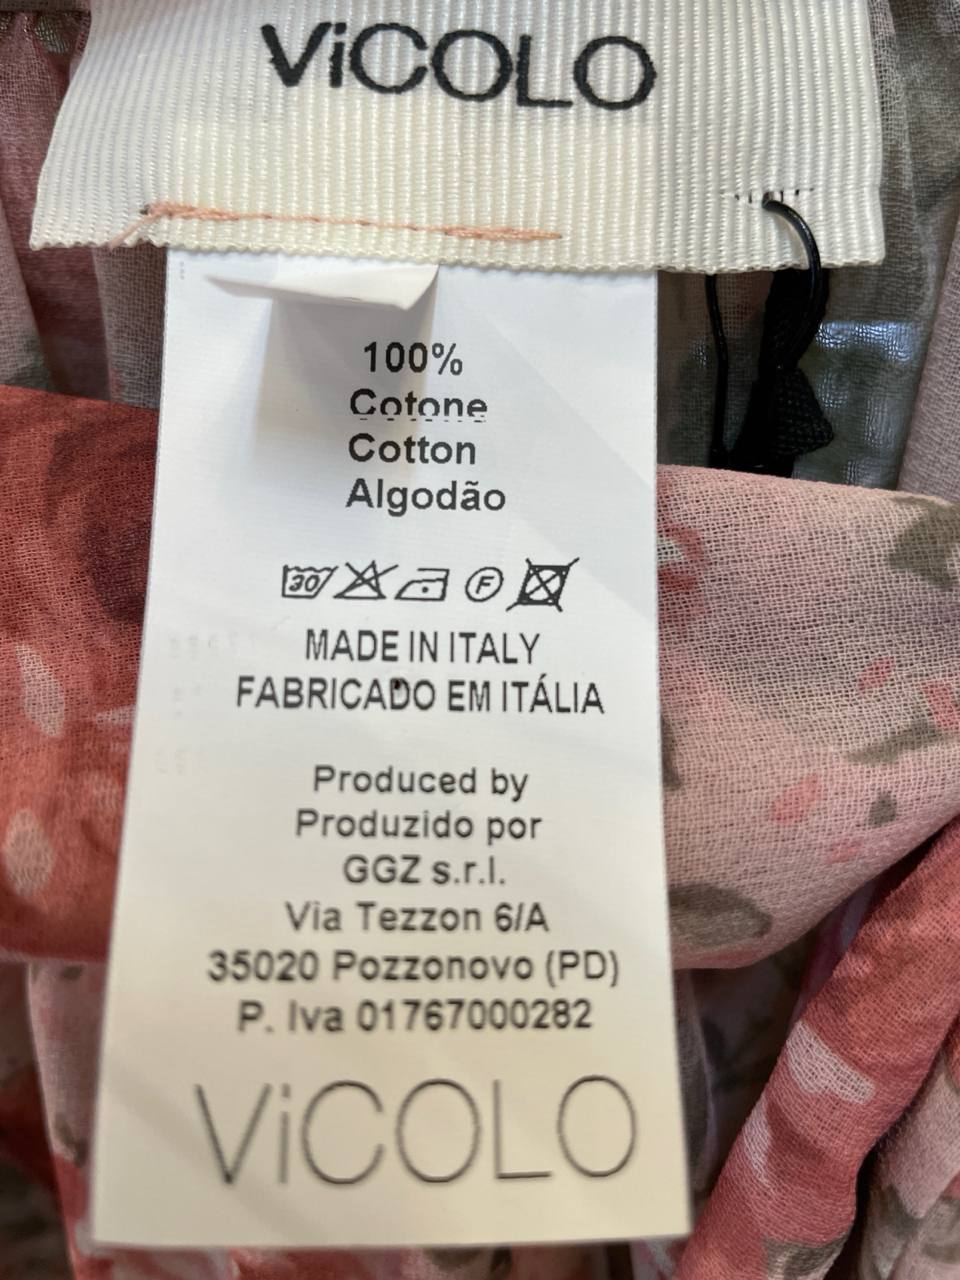 ViCOLO
100%
Cotone
Cotton
Algodão
30 F
MADE IN ITALY
FABRICADO EM ITÁLIA
Produced by
Produzido por
GGZ s.r.l.
Via Tezzon 6/A
35020 Pozzonovo (PD)
P. Iva 01767000282
ViCOLO